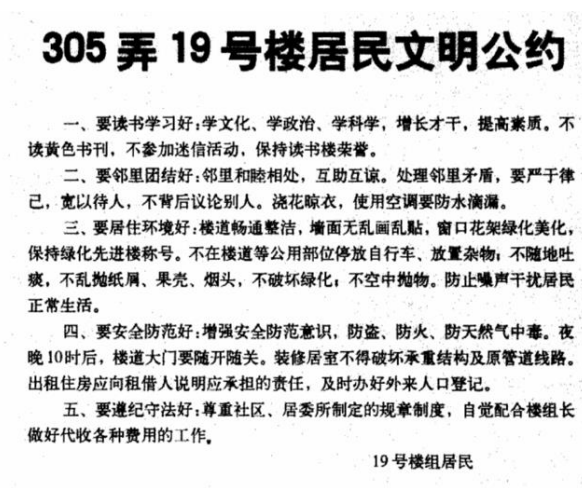 305弄19号楼居民文明公约
一、要读书学习好:学文化、学政治、学科学，增长才干，提高素质。不
读黄色书刊，不参加迷信活动，保持读书楼荣誉。
二、要邻里团结好:邻里和睦相处，互助互谅。处理邻里矛盾，要严于律
己，宽以待人，不背后议论别人。浇花晾衣，使用空调要防水滴漏。
三、要居住环境好:楼道畅通整洁，墙面无乱画乱贴，窗口花架绿化美化，
保持绿化先进楼称号。不在楼道等公用部位停放自行车、放置杂物；不随地吐
痰，不乱抛纸屑、果壳、烟头，不破坏绿化；不空中抛物。防止噪声干扰居民
正常生活。
四、要安全防范好:增强安全防范意识，防盗、防火、防天然气中毒。夜
晚10时后，楼道大门要随开随关。装修居室不得破坏承重结构及原管道线路。
出租住房应向租借人说明应承担的责任，及时办好外来人口登记。
五、要遵纪守法好:尊重社区、居委所制定的规章制度，自觉配合楼组长
做好代收各种费用的工作。
19号楼组居民